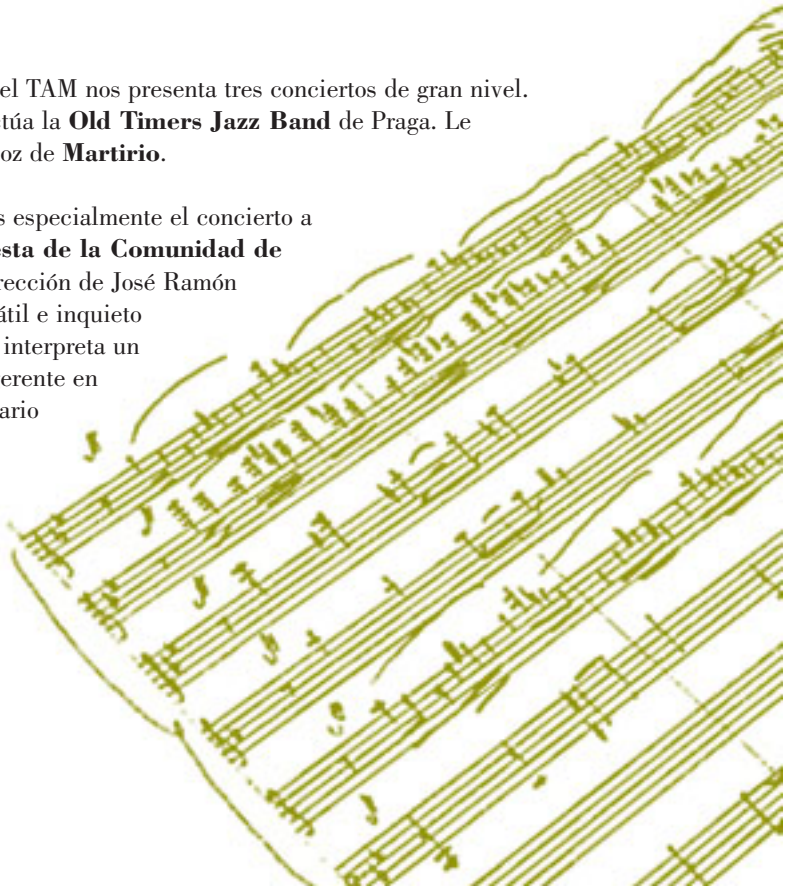 el TAM nos presenta tres conciertos de gran nivel.
túa la Old Timers Jazz Band de Praga. Le
oz de Martirio.
s especialmente el concierto a
esta de la Comunidad de
rección de José Ramón
átil e inquieto
interpreta un
erente en
ario